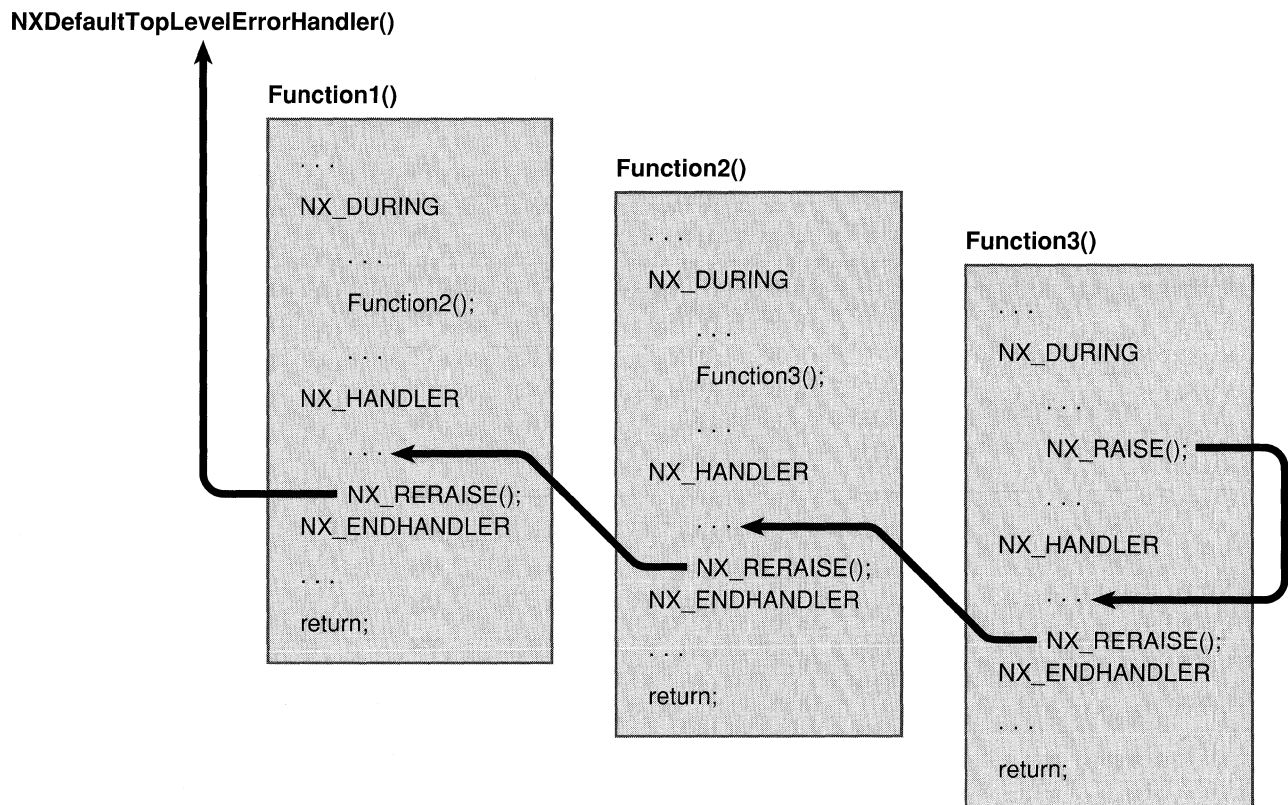 NXDefaultTopLevelErrorHandler()
Function1()
. . .
NX_DURING
. . .
Function2();
. . .
NX_HANDLER
. . .
NX_RERAISE();
NX_ENDHANDLER
. . .
return;
Function2()
. . .
NX_DURING
. . .
Function3();
. . .
NX_HANDLER
. . .
NX_RERAISE();
NX_ENDHANDLER
. . .
return;
Function3()
. . .
NX_DURING
. . .
NX_RAISE();
. . .
NX_HANDLER
. . .
NX_RERAISE();
NX_ENDHANDLER
. . .
return;